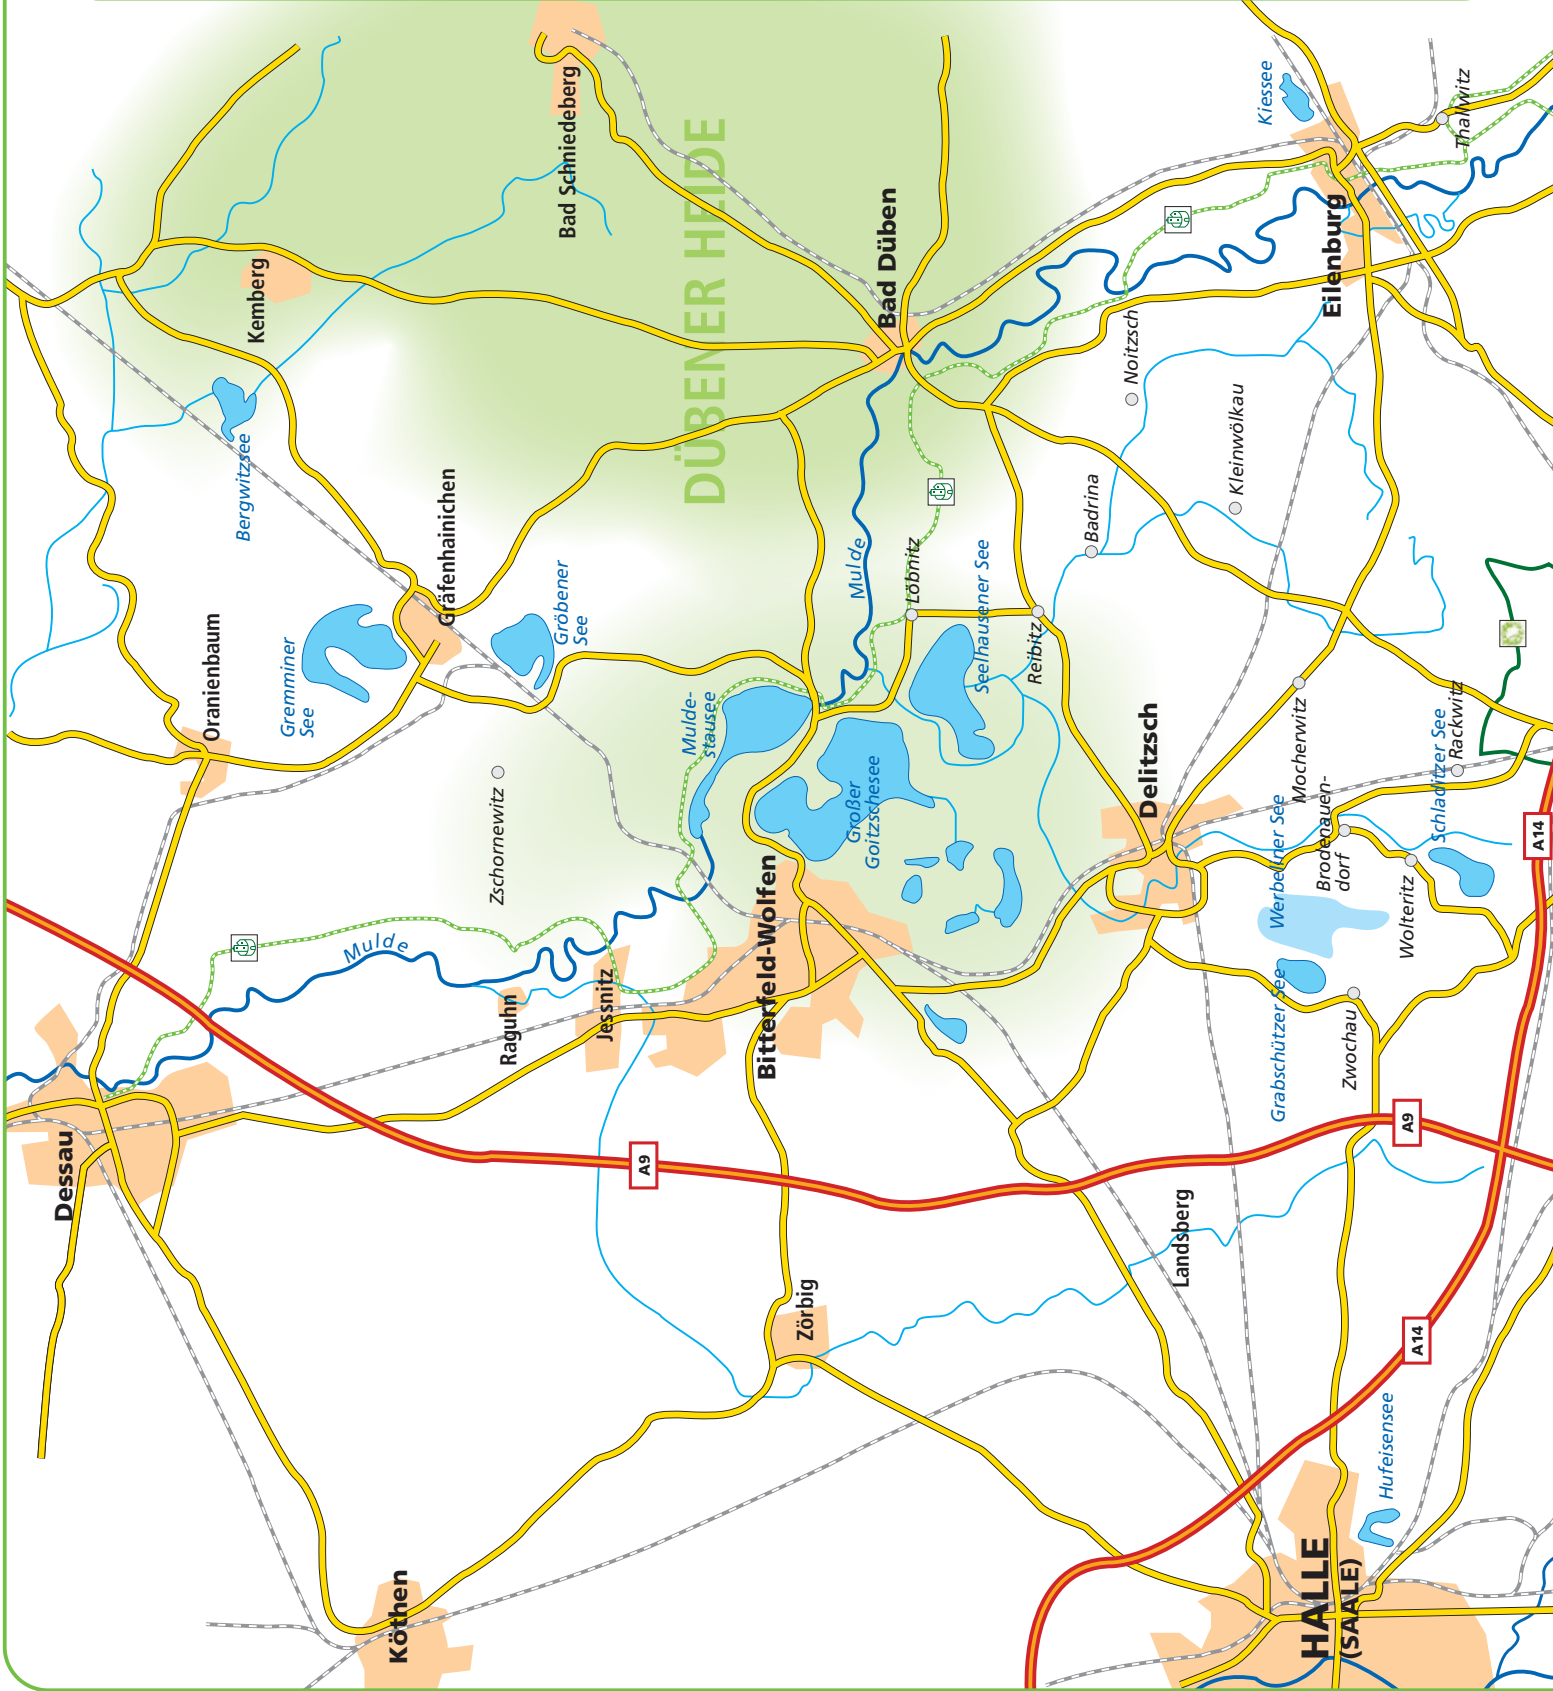 Dessau
Oranienbaum
Kemberg
Bergwitzsee
Gremminer
See
Gräfenhainichen
Gröbener
See
Bad Schmiedeberg
DÜBENER HEIDE
Köthen
Mulde
Raguhn
Jessnitz
Zschornewitz
Mulde-
stausee
Bitterfeld-Wolfen
Großer
Goitzschesee
Mulde
Löbnitz
Bad Düben
Seelhausener See
Reibitz
Badrina
Noitzsch
A9
Zörbig
Landsberg
Delitzsch
Kleinwölkau
Kiessee
Eilenburg
Thallwitz
Werbeliner See
Grabschützer See
Mocherwitz
Brodenauen-
dorf
Zwochau
Wolteritz
Schladitzer See
Rackwitz
A9
A14
A14
HALLE
(SAALE)
Hufeisensee